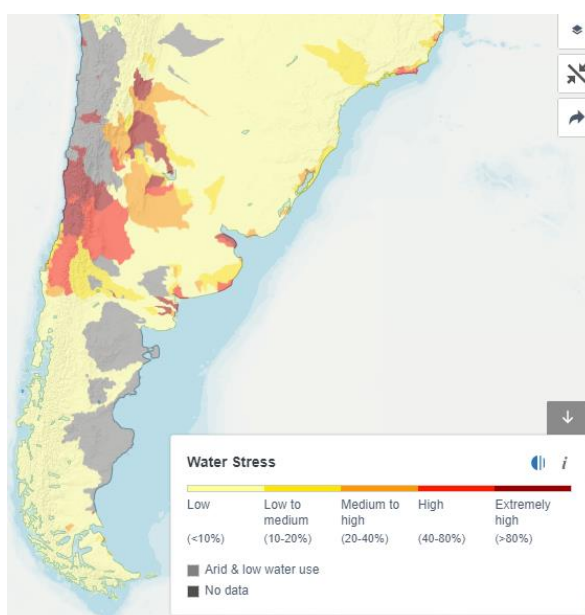 Water Stress
i
Low
Low to medium
Medium to high
High
Extremely high
(<10%)
(10-20%)
(20-40%)
(40-80%)
(>80%)
Arid & low water use
No data